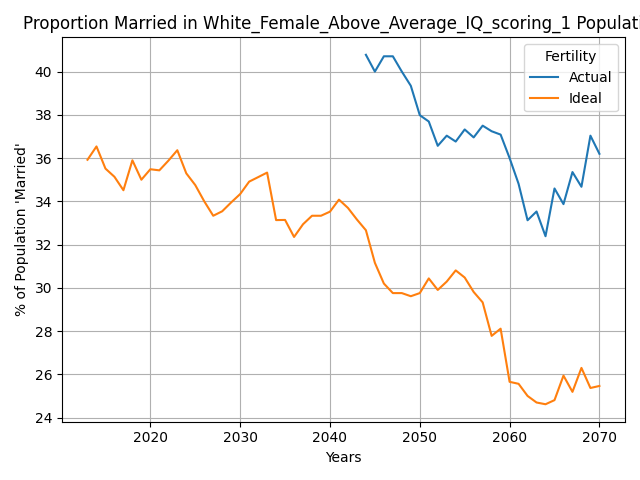 Proportion Married in White_Female_Above_Average_IQ_scoring_1 Populati
Fertility
Actual
Ideal
% of Population 'Married'
40
38
36
34
32
30
28
26
24
2020
2030
2040
2050
2060
2070
Years